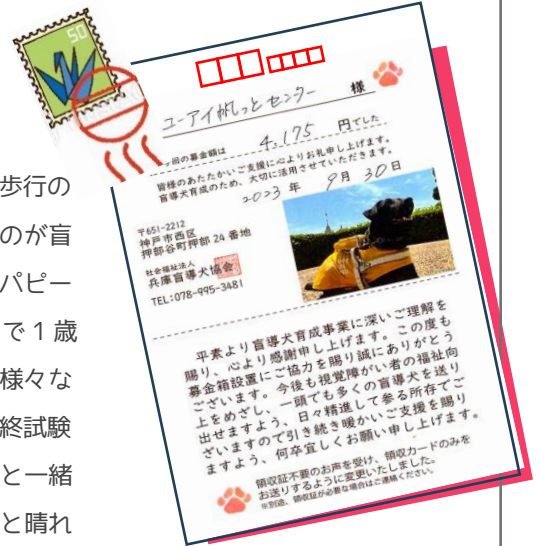 歩行の
のが盲
パピー
で1歳
様々な
終試験
と一緒
と晴れ
50
様
4,175 円でした
回の募金額は
皆様のあたたかいご支援に心よりお礼申し上げます。
盲導犬育成のため、大切に活用させていただきます。
2023年 9月 30日
〒651-2212
神戸市西区
押部谷町押部 24 番地
社会福祉法人
兵庫盲導犬協会
TEL:078-995-3481
平素より盲導犬育成事業に深いご理解を
賜り、心より感謝申し上げます。この度も
募金箱設置にご協力を賜り誠にありがとう
ございます。今後も視覚障がい者の福祉向
上をめざし、一頭でも多くの盲導犬を送り
出せますよう、日々精進して参る所存でご
ざいますので引き続き暖かいご支援を賜り
ますよう、何卒宜しくお願い申し上げます。
領収証不要のお声を受け、領収カードのみを
お送りするように変更いたしました。
※別途、領収証が必要な場合はご連絡ください。